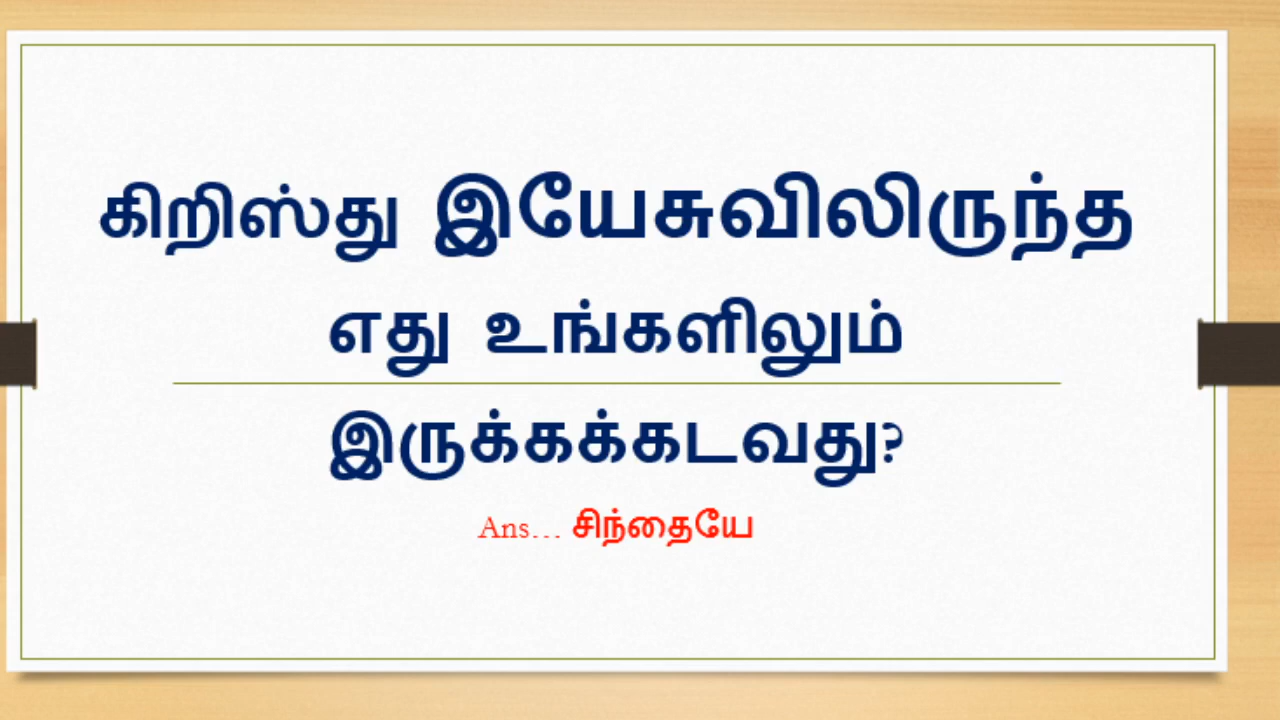 கிறிஸ்து இயேசுவிலிருந்த
எது உங்களிலும்
இருக்கக்கடவது?
Ans... சிந்தையே